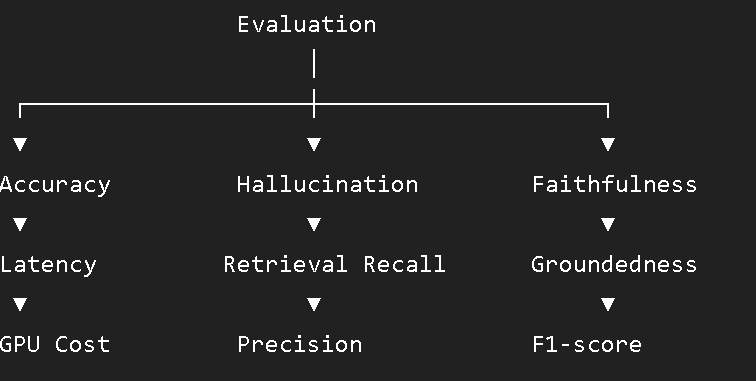 Evaluation
Accuracy Hallucination Faithfulness
Latency Retrieval Recall Groundedness
GPU Cost Precision F1-score